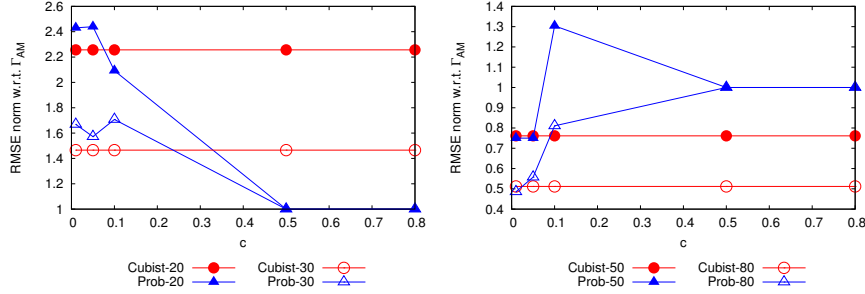 RMSE norm w.r.t. Γ_AM
2.6
2.4
2.2
2
1.8
1.6
1.4
1.2
1
0 0.1 0.2 0.3 0.4 0.5 0.6 0.7 0.8
c
Cubist-20 Cubist-30
Prob-20 Prob-30
RMSE norm w.r.t. Γ_AM
1.4
1.3
1.2
1.1
1
0.9
0.8
0.7
0.6
0.5
0.4
0 0.1 0.2 0.3 0.4 0.5 0.6 0.7 0.8
c
Cubist-50 Cubist-80
Prob-50 Prob-80